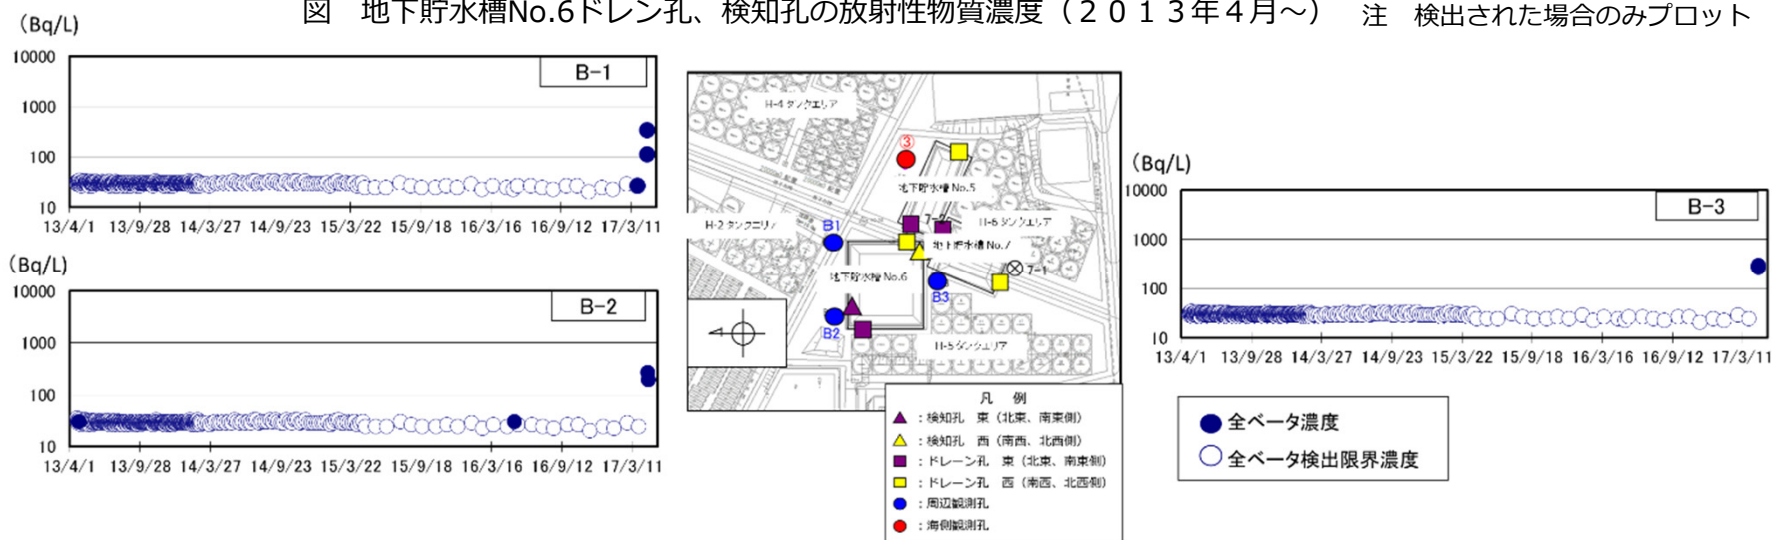 図　地下貯水槽No.6ドレン孔、検知孔の放射性物質濃度（２０１３年４月～）　注　検出された場合のみプロット
（Bq/L）
B-1
10000
1000
100
10
13/4/1 13/9/28 14/3/27 14/9/23 15/3/22 15/9/18 16/3/16 16/9/12 17/3/11
（Bq/L）
B-2
10000
1000
100
10
13/4/1 13/9/28 14/3/27 14/9/23 15/3/22 15/9/18 16/3/16 16/9/12 17/3/11
H-4タンクエリア
③
地下貯水槽 No.5
H-2タンクエリア
B1
7-2
H-6タンクエリア
地下貯水槽 No.7
地下貯水槽 No.6
7-1
B3
B2
H-5タンクエリア
凡　例
：検知孔　東（北東、南東側）
：検知孔　西（南西、北西側）
：ドレーン孔　東（北東、南東側）
：ドレーン孔　西（南西、北西側）
：周辺観測孔
：海側観測孔
（Bq/L）
B-3
10000
1000
100
10
13/4/1 13/9/28 14/3/27 14/9/23 15/3/22 15/9/18 16/3/16 16/9/12 17/3/11
全ベータ濃度
全ベータ検出限界濃度